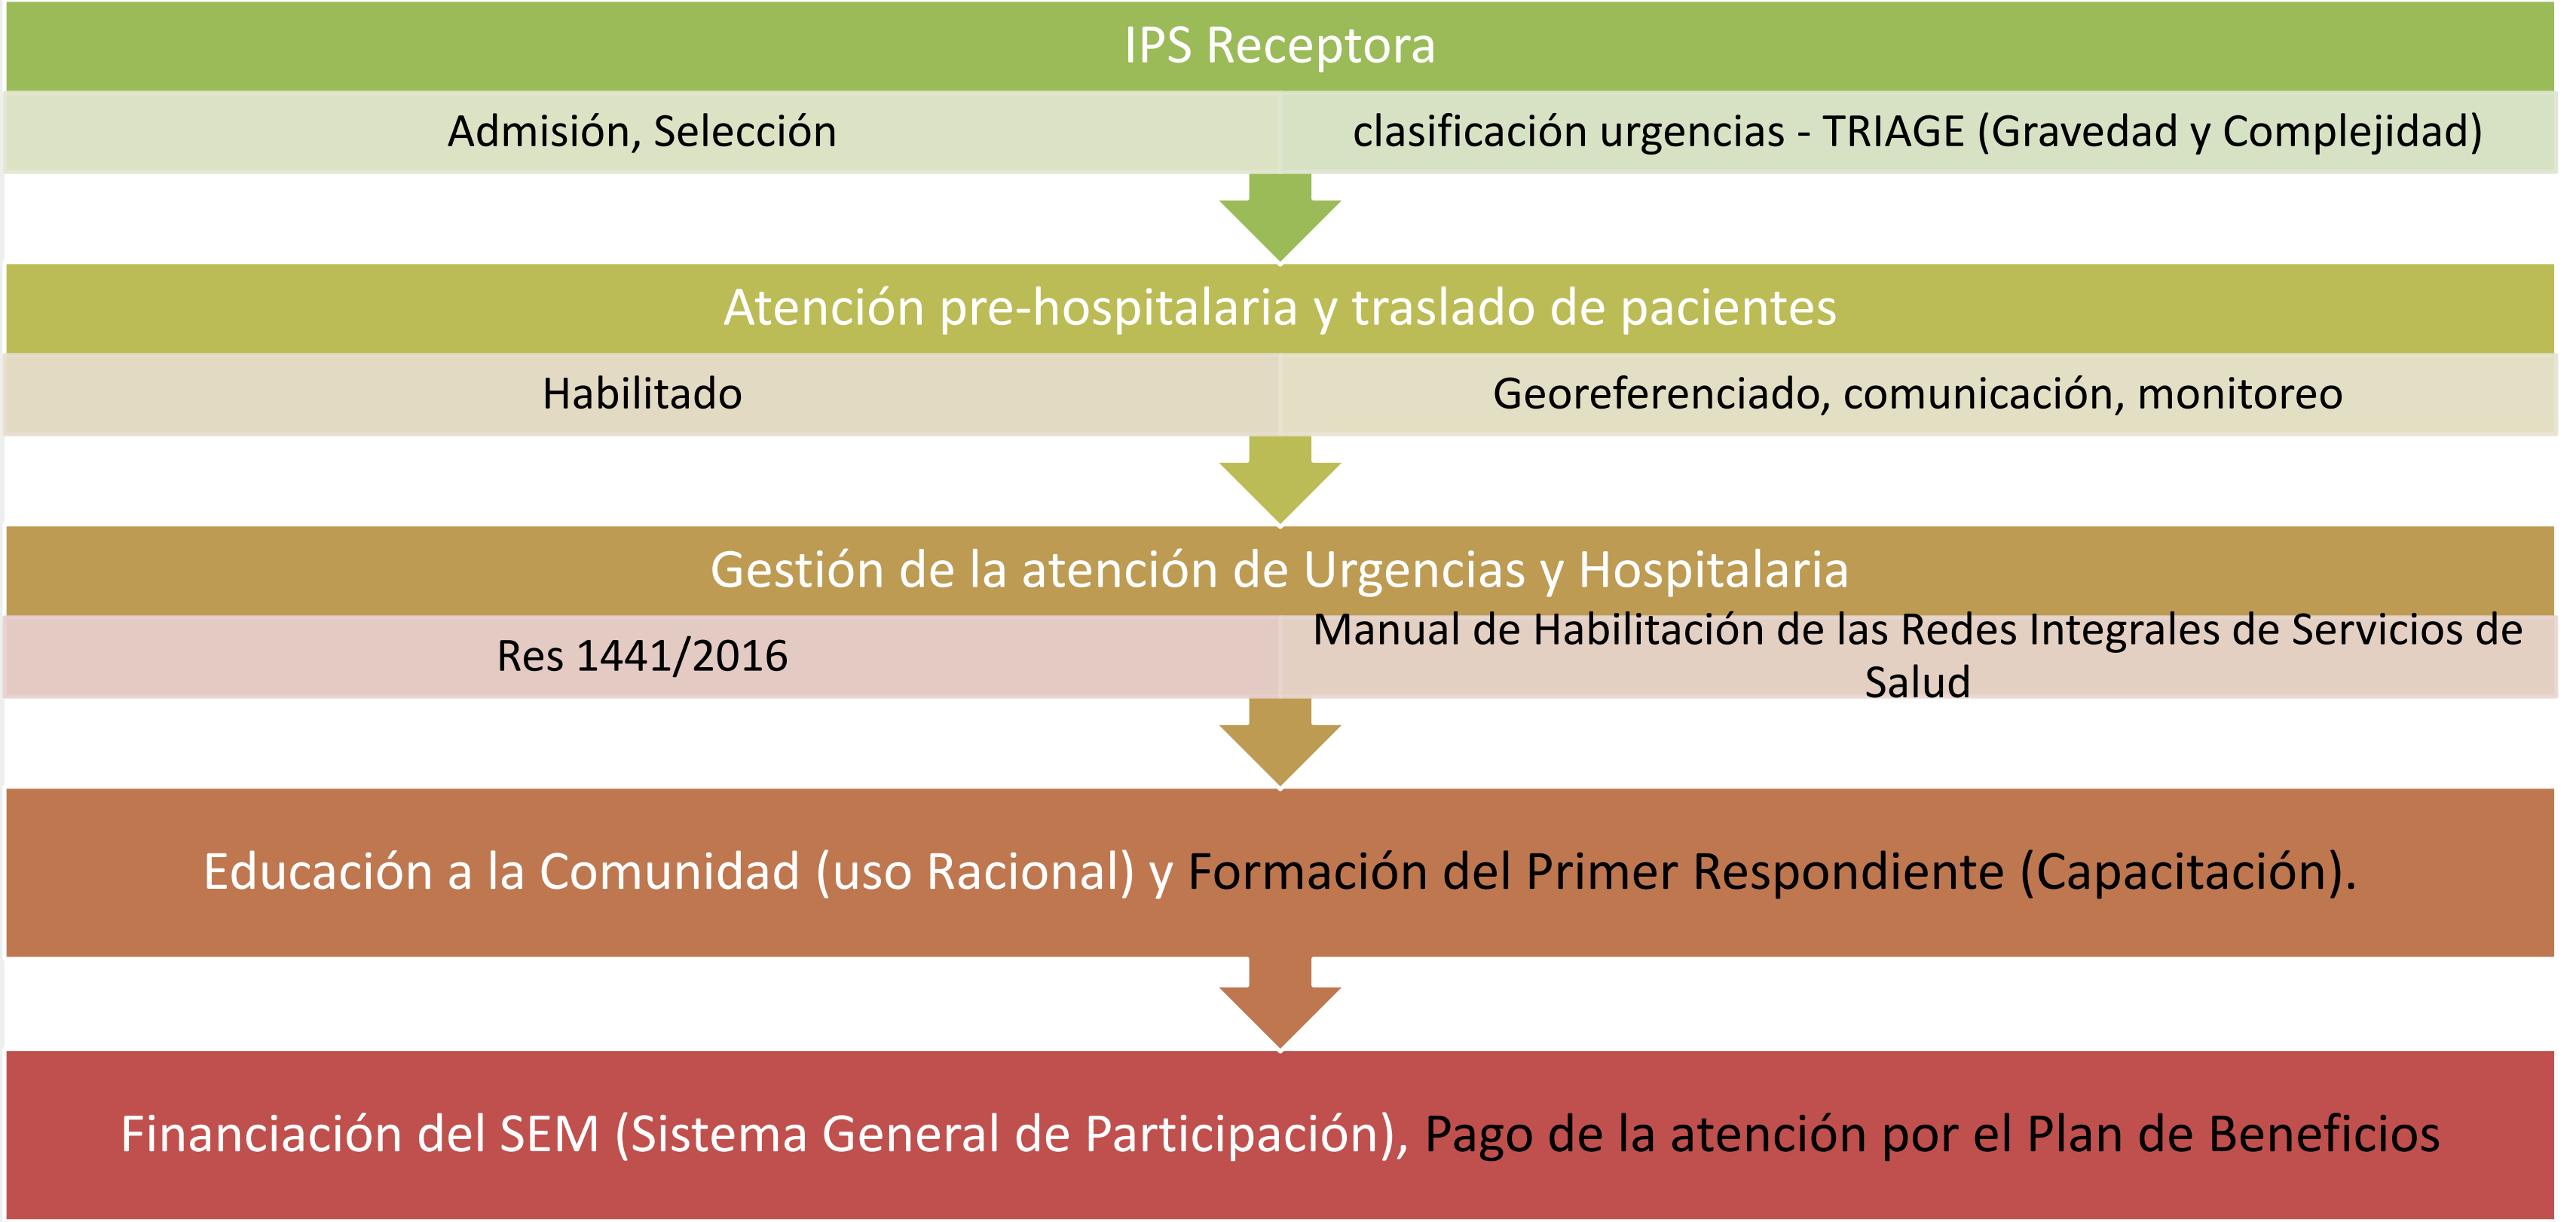 IPS Receptora
Admisión, Selección
clasificación urgencias - TRIAGE (Gravedad y Complejidad)
Atención pre-hospitalaria y traslado de pacientes
Habilitado
Georeferenciado, comunicación, monitoreo
Gestión de la atención de Urgencias y Hospitalaria
Res 1441/2016
Manual de Habilitación de las Redes Integrales de Servicios de
Salud
Educación a la Comunidad (uso Racional) y Formación del Primer Respondiente (Capacitación).
Financiación del SEM (Sistema General de Participación), Pago de la atención por el Plan de Beneficios